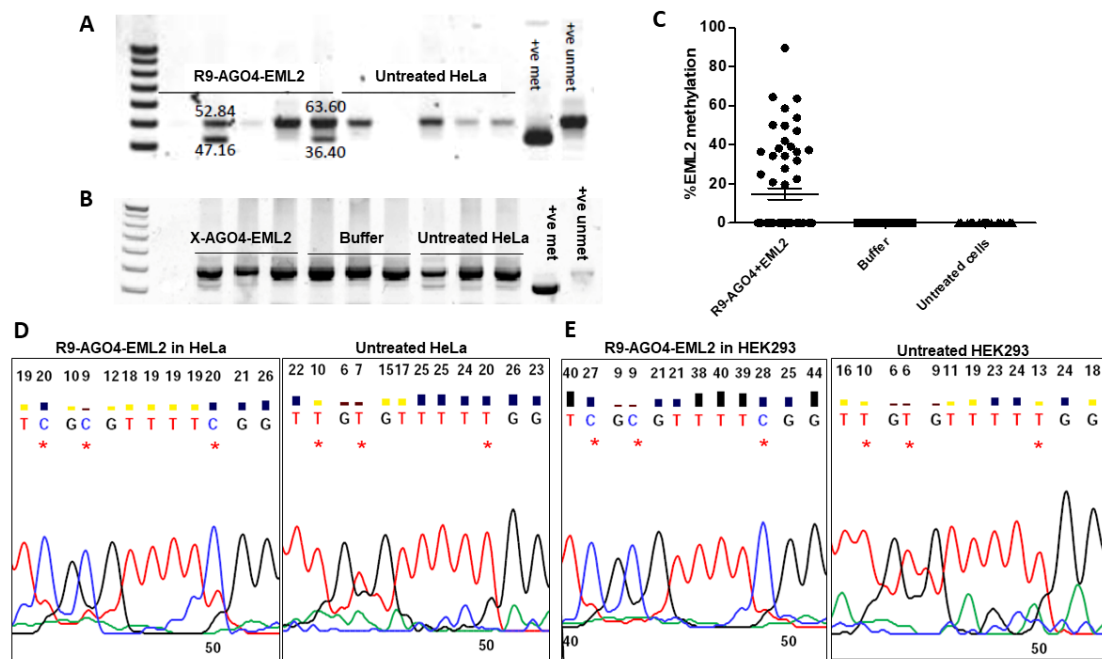 A
R9-AGO4-EML2
Untreated HeLa
+ve met
+ve unmet
52.84
63.60
47.16
36.40
B
X-AGO4-EML2
Buffer
Untreated HeLa
+ve met
+ve unmet
C
%EML2 methylation
100
80
60
40
20
0
R9-AGO4+EML2
Buffer
Untreated cells
D
R9-AGO4-EML2 in HeLa
19 20 10 9 12 18 19 19 19 20 21 26
T C G C G T T T T C G G
* * *
50
Untreated HeLa
22 10 6 7 15 17 25 25 24 20 26 23
T T G T G T T T T T G G
* * *
50
E
R9-AGO4-EML2 in HEK293
40 27 9 9 21 21 38 40 39 28 25 44
T C G C G T T T T C G G
* * *
40 50
Untreated HEK293
16 10 6 6 9 11 19 23 24 13 24 18
T T G T G T T T T T G G
* * *
50